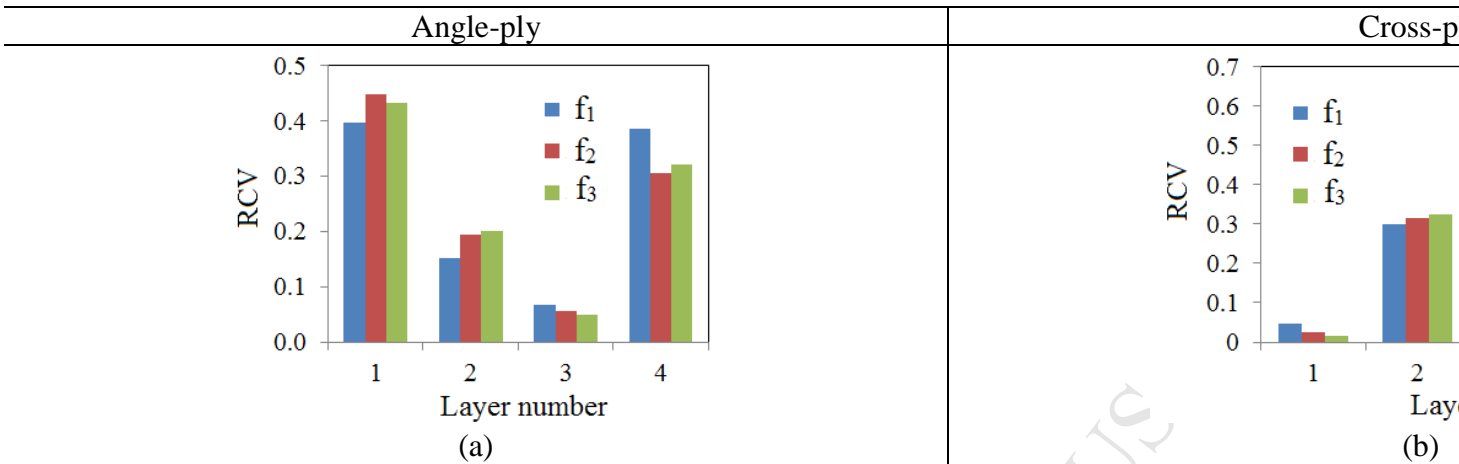 Angle-ply
0.5
0.4
0.3
0.2
0.1
0.0
RCV
f₁
f₂
f₃
1 2 3 4
Layer number
(a)
Cross-p
0.7
0.6
0.5
0.4
0.3
0.2
0.1
0
RCV
f₁
f₂
f₃
1 2
Laye
(b)
US